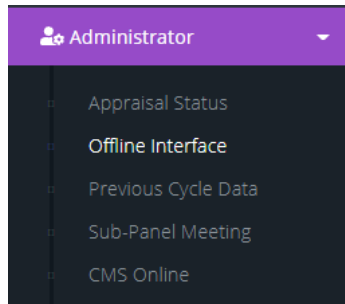 Administrator
Appraisal Status
Offline Interface
Previous Cycle Data
Sub-Panel Meeting
CMS Online